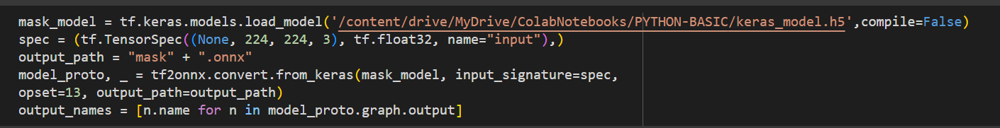 mask_model = tf.keras.models.load_model('/content/drive/MyDrive/ColabNotebooks/PYTHON-BASIC/keras_model.h5',compile=False)
spec = (tf.TensorSpec((None, 224, 224, 3), tf.float32, name="input"),)
output_path = "mask" + ".onnx"
model_proto, _ = tf2onnx.convert.from_keras(mask_model, input_signature=spec,
opset=13, output_path=output_path)
output_names = [n.name for n in model_proto.graph.output]